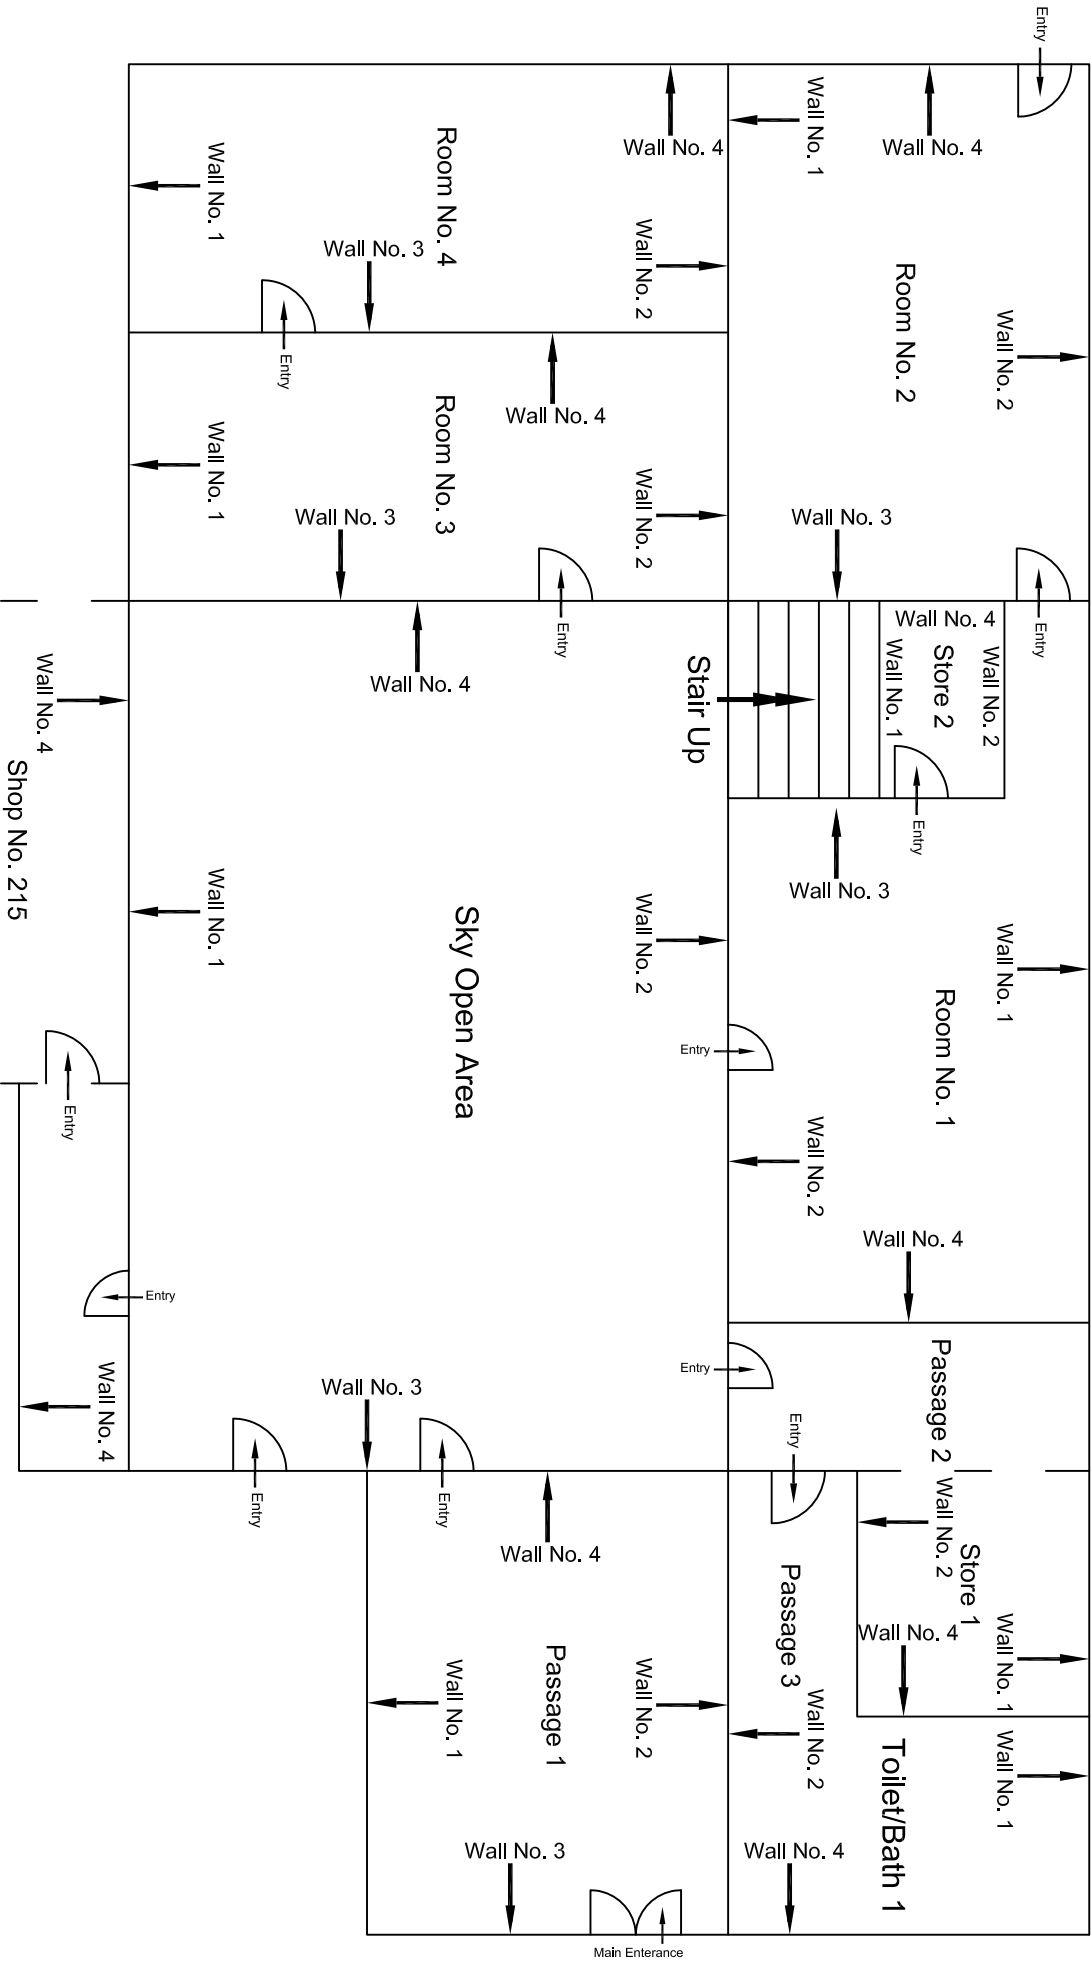 Entry
Wall No. 1
Wall No. 4
Wall No. 4
Room No. 4
Wall No. 1
Wall No. 3
Wall No. 2
Room No. 2
Wall No. 2
Entry
Wall No. 4
Room No. 3
Wall No. 1
Wall No. 3
Wall No. 2
Wall No. 3
Entry
Entry
Wall No. 4
Store 2
Wall No. 1
Wall No. 2
Wall No. 4
Wall No. 4
Stair Up
Shop No. 215
Entry
Wall No. 3
Wall No. 1
Sky Open Area
Wall No. 2
Wall No. 1
Room No. 1
Entry
Entry
Wall No. 2
Wall No. 4
Entry
Wall No. 4
Wall No. 3
Entry
Passage 2
Entry
Entry
Entry
Wall No. 2
Store 1
Wall No. 4
Passage 3
Wall No. 4
Wall No. 1
Wall No. 1
Passage 1
Wall No. 2
Wall No. 2
Toilet/Bath 1
Wall No. 1
Wall No. 3
Wall No. 4
Main Enterance